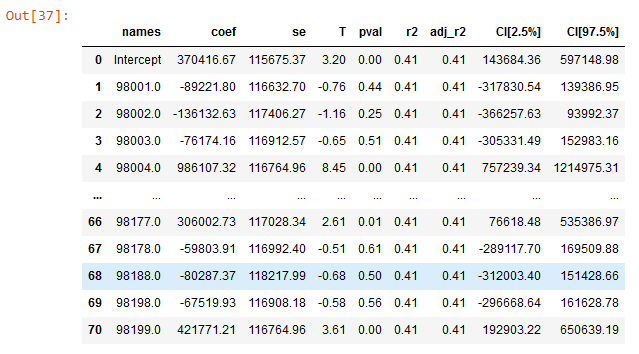 Out[37]:
names coef se T pval r2 adj_r2 CI[2.5%] CI[97.5%]
0 Intercept 370416.67 115675.37 3.20 0.00 0.41 0.41 143684.36 597148.98
1 98001.0 -89221.80 116632.70 -0.76 0.44 0.41 0.41 -317830.54 139386.95
2 98002.0 -136132.63 117406.27 -1.16 0.25 0.41 0.41 -366257.63 93992.37
3 98003.0 -76174.16 116912.57 -0.65 0.51 0.41 0.41 -305331.49 152983.16
4 98004.0 986107.32 116764.96 8.45 0.00 0.41 0.41 757239.34 1214975.31
... ... ... ... ... ... ... ... ... ...
66 98177.0 306002.73 117028.34 2.61 0.01 0.41 0.41 76618.48 535386.97
67 98178.0 -59803.91 116992.40 -0.51 0.61 0.41 0.41 -289117.70 169509.88
68 98188.0 -80287.37 118217.99 -0.68 0.50 0.41 0.41 -312003.40 151428.66
69 98198.0 -67519.93 116908.18 -0.58 0.56 0.41 0.41 -296668.64 161628.78
70 98199.0 421771.21 116764.96 3.61 0.00 0.41 0.41 192903.22 650639.19